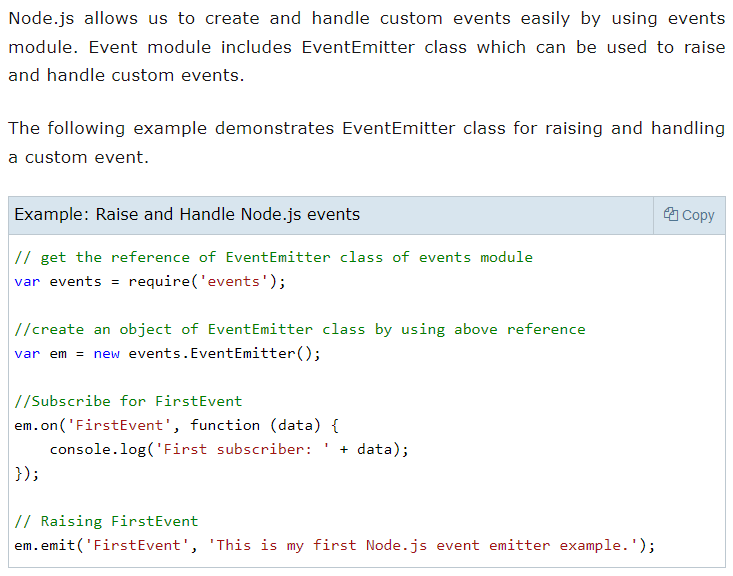 Node.js allows us to create and handle custom events easily by using events
module. Event module includes EventEmitter class which can be used to raise
and handle custom events.
The following example demonstrates EventEmitter class for raising and handling
a custom event.
Example: Raise and Handle Node.js events
Copy
// get the reference of EventEmitter class of events module
var events = require('events');
//create an object of EventEmitter class by using above reference
var em = new events.EventEmitter();
//Subscribe for FirstEvent
em.on('FirstEvent', function (data) {
    console.log('First subscriber: ' + data);
});
// Raising FirstEvent
em.emit('FirstEvent', 'This is my first Node.js event emitter example.');